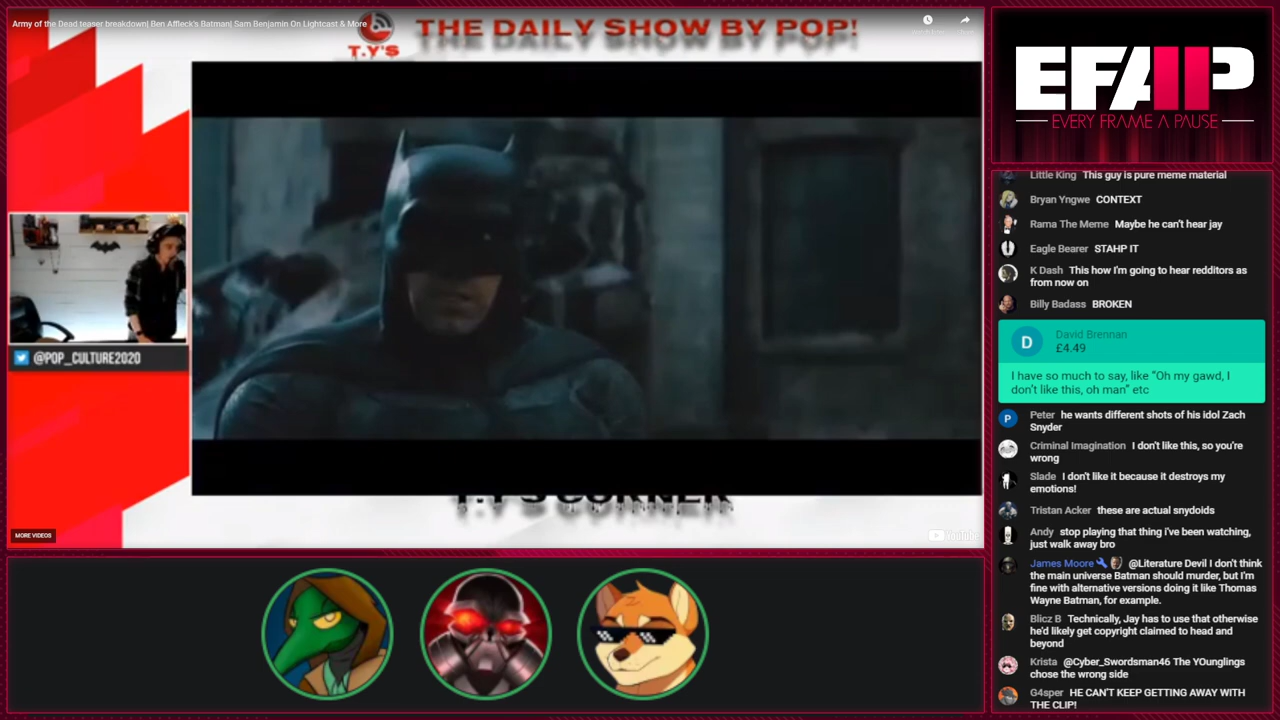 Army of the Dead teaser breakdown| Ben Affleck's Batman| Sam Benjamin On Lightcast & More
T.Y'S
THE DAILY SHOW BY POP!
@POP_CULTURE2020
T.Y'S CORNER
MORE VIDEOS
YouTube
EFAP
EVERY FRAME A PAUSE
Little King This guy is pure meme material
Bryan Yngwe CONTEXT
Rama The Meme Maybe he can't hear jay
Eagle Bearer STAHP IT
K Dash This how I'm going to hear redditors as
from now on
Billy Badass BROKEN
D
David Brennan
£4.49
I have so much to say, like “Oh my gawd, I
don't like this, oh man” etc
P
Peter he wants different shots of his idol Zach
Snyder
Criminal Imagination I don't like this, so you're
wrong
Slade I don't like it because it destroys my
emotions!
Tristan Acker these are actual snydoids
Andy stop playing that thing i've been watching,
just walk away bro
James Moore @Literature Devil I don't think
the main universe Batman should murder, but I'm
fine with alternative versions doing it like Thomas
Wayne Batman, for example.
Blicz B Technically, Jay has to use that otherwise
he'd likely get copyright claimed to head and
beyond
Krista @Cyber_Swordsman46 The YOunglings
chose the wrong side
G4sper HE CAN'T KEEP GETTING AWAY WITH
THE CLIP!